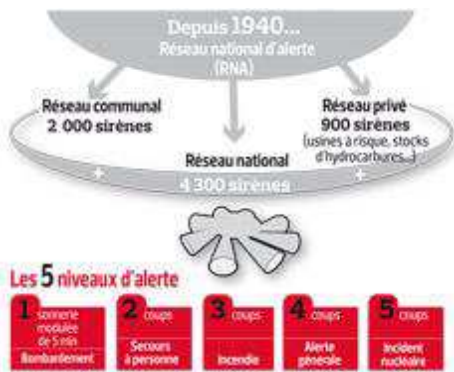 Depuis 1940...
Réseau national d'alerte
(RNA)
Réseau communal
2 000 sirènes
Réseau privé
900 sirènes
(usines à risque, stocks
d'hydrocarbures...)
Réseau national
+
4 300 sirènes
+
Les 5 niveaux d'alerte
1 sonnerie
modulée
de 5 min
Bombardement
2 coups
Secours
à personne
3 coups
Incendie
4 coups
Alerte
générale
5 coups
Incident
nucléaire